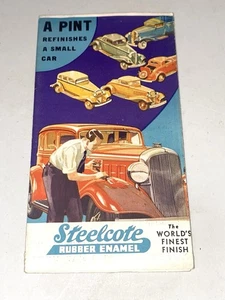 A PINT
REFINISHES
A SMALL
CAR
Steelcote
RUBBER ENAMEL
The
WORLD'S
FINEST
FINISH